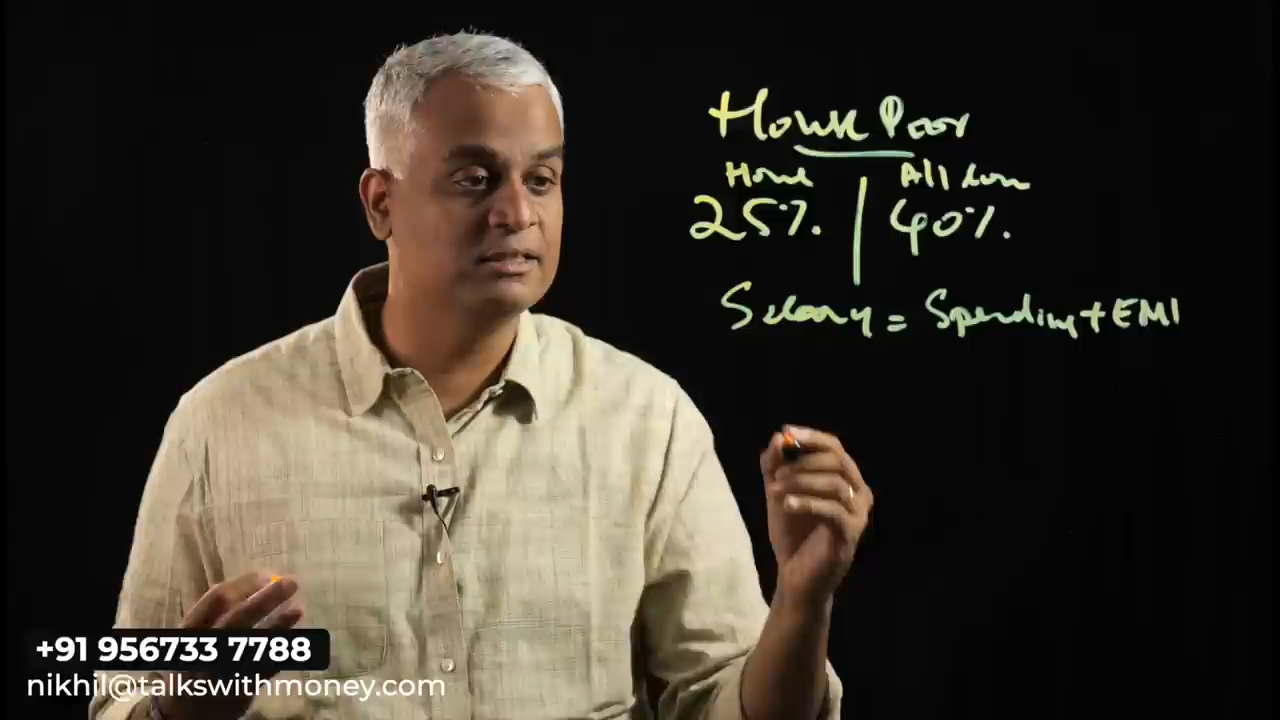 House Poor
Home All Loan
25% 40%
Salary = Spending + EMI
+91 956733 7788
nikhil@talkswithmoney.com